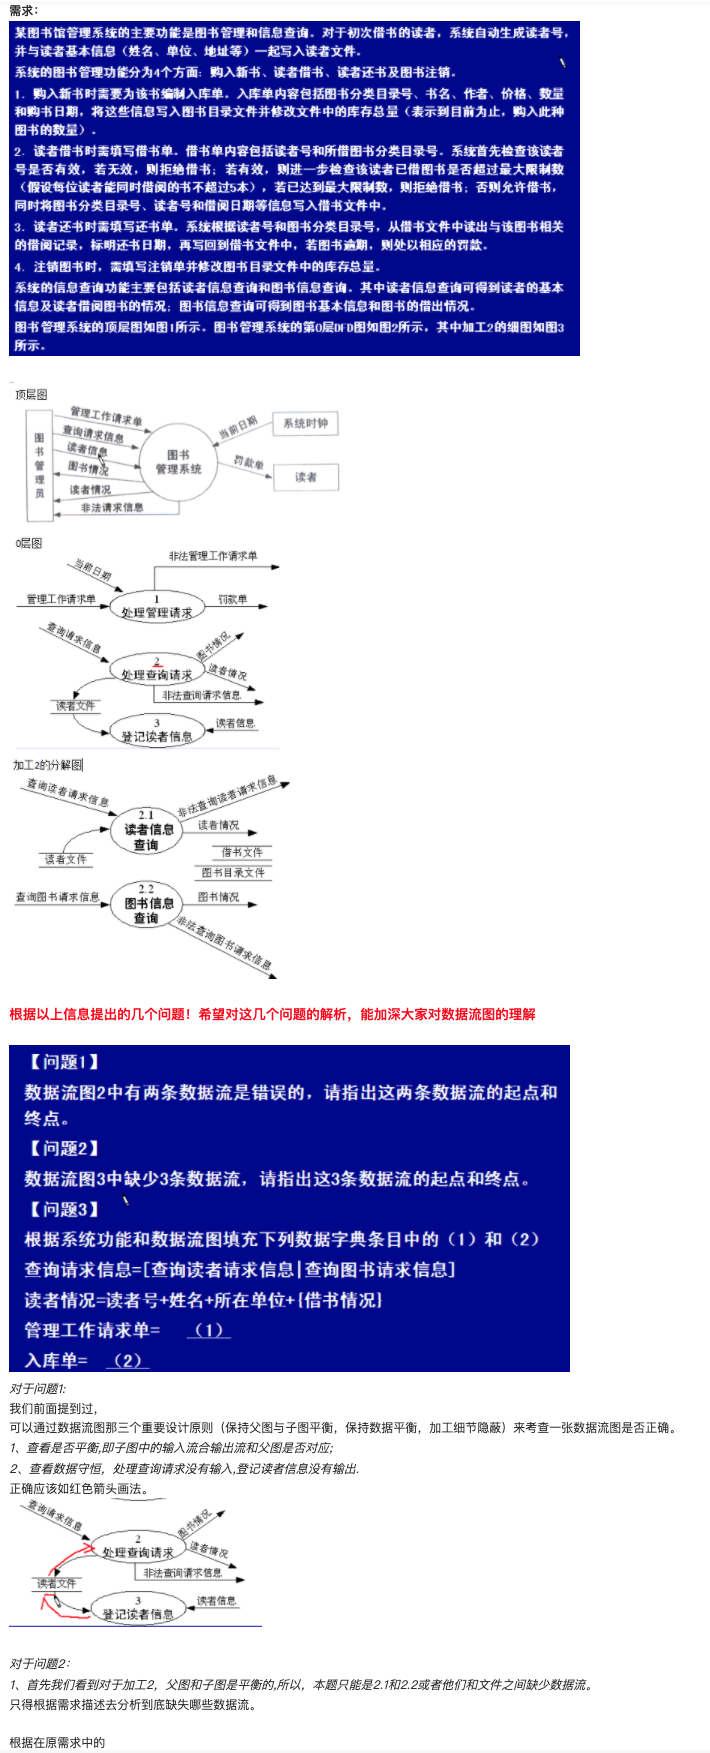 需求：
某图书馆管理系统的主要功能是图书管理和信息查询。对于初次借书的读者，系统自动生成读者号，
并与读者基本信息（姓名、单位、地址等）一起写入读者文件。
系统的图书管理功能分为4个方面：购入新书、读者借书、读者还书及图书注销。
1. 购入新书时需要为该书编制入库单。入库单内容包括图书分类目录号、书名、作者、价格、数量
和购书日期，将这些信息写入图书目录文件并修改文件中的库存总量（表示到目前为止，购入此种
图书的数量）。
2. 读者借书时需填写借书单。借书单内容包括读者号和所借图书分类目录号。系统首先检查该读者
号是否有效，若无效，则拒绝借书；若有效，则进一步检查该读者已借图书是否超过最大限制数
（假设每位读者能同时借阅的书不超过5本），若已达到最大限制数，则拒绝借书；否则允许借书，
同时将图书分类目录号、读者号和借阅日期等信息写入借书文件中。
3. 读者还书时需填写还书单。系统根据读者号和图书分类目录号，从借书文件中读出与该图书相关
的借阅记录，标明还书日期，再写回到借书文件中，若图书逾期，则处以相应的罚款。
4. 注销图书时，需填写注销单并修改图书目录文件中的库存总量。
系统的信息查询功能主要包括读者信息查询和图书信息查询。其中读者信息查询可得到读者的基本
信息及读者借阅图书的情况；图书信息查询可得到图书基本信息和图书的借出情况。
图书管理系统的顶层图如图1所示。图书管理系统的第0层DFD图如图2所示，其中加工2的细图如图3
所示。
顶层图
图书管理员
管理工作请求单
查询请求信息
读者信息
图书情况
读者情况
非法请求信息
图书
管理系统
当前日期
系统时钟
罚款单
读者
0层图
当前日期
非法管理工作请求单
管理工作请求单
1
处理管理请求
罚款单
查询请求信息
2
处理查询请求
图书情况
读者情况
非法查询请求信息
读者文件
3
登记读者信息
读者信息
加工2的分解图
查询读者请求信息
2.1
读者信息
查询
非法查询读者请求信息
读者情况
读者文件
借书文件
图书目录文件
查询图书请求信息
2.2
图书信息
查询
图书情况
非法查询图书请求信息
根据以上信息提出的几个问题！希望对这几个问题的解析，能加深大家对数据流图的理解
【问题1】
数据流图2中有两条数据流是错误的，请指出这两条数据流的起点和
终点。
【问题2】
数据流图3中缺少3条数据流，请指出这3条数据流的起点和终点。
【问题3】
根据系统功能和数据流图填充下列数据字典条目中的（1）和（2）
查询请求信息=[查询读者请求信息|查询图书请求信息]
读者情况=读者号+姓名+所在单位+{借书情况}
管理工作请求单= （1）
入库单= （2）
对于问题1:
我们前面提到过，
可以通过数据流图那三个重要设计原则（保持父图与子图平衡，保持数据平衡，加工细节隐蔽）来考查一张数据流图是否正确。
1、查看是否平衡,即子图中的输入流合输出流和父图是否对应;
2、查看数据守恒，处理查询请求没有输入,登记读者信息没有输出.
正确应该如红色箭头画法。
查询请求信息
2
处理查询请求
图书情况
读者情况
非法查询请求信息
读者文件
3
登记读者信息
读者信息
对于问题2：
1、首先我们看到对于加工2，父图和子图是平衡的,所以，本题只能是2.1和2.2或者他们和文件之间缺少数据流。
只得根据需求描述去分析到底缺失哪些数据流。
根据在原需求中的